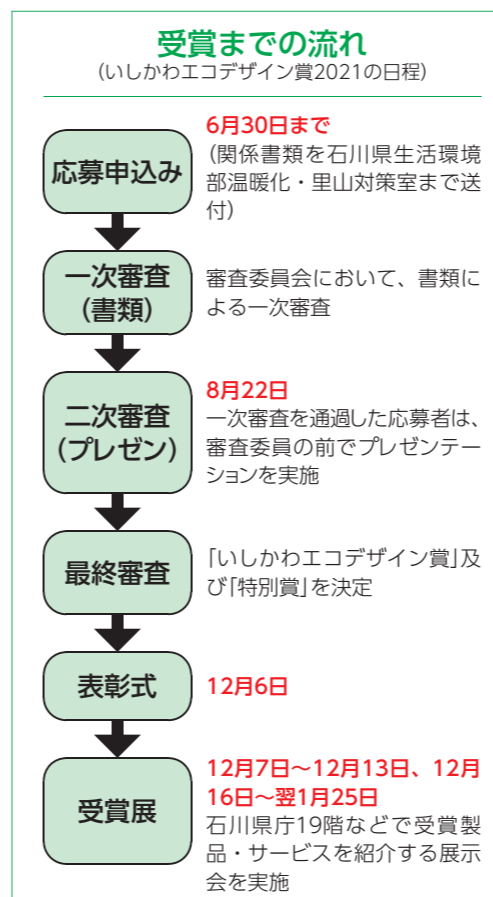 受賞までの流れ
(いしかわエコデザイン賞2021の日程)
応募申込み
6月30日まで
(関係書類を石川県生活環境
部温暖化・里山対策室まで送
付)
一次審査
(書類)
審査委員会において、書類に
よる一次審査
二次審査
(プレゼン)
8月22日
一次審査を通過した応募者は、
審査委員の前でプレゼンテー
ションを実施
最終審査
「いしかわエコデザイン賞」及
び「特別賞」を決定
表彰式
12月6日
受賞展
12月7日～12月13日、12月
16日～翌1月25日
石川県庁19階などで受賞製
品・サービスを紹介する展示
会を実施